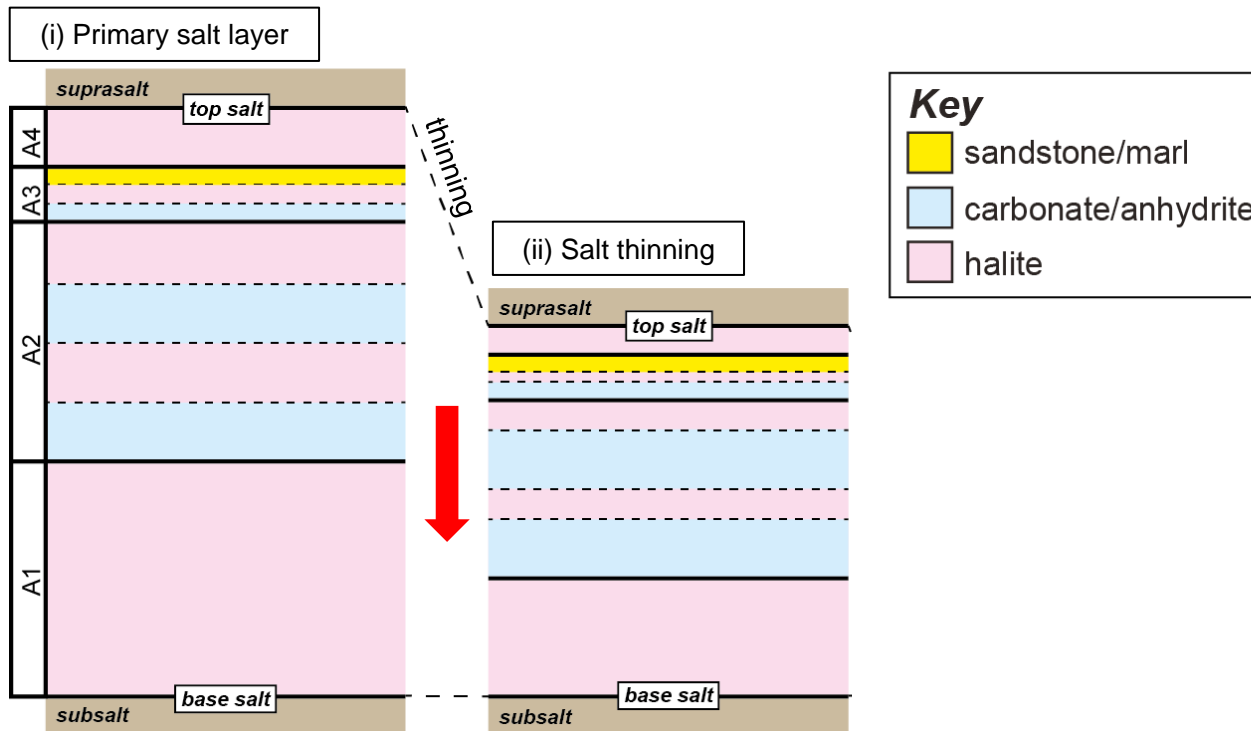 (i) Primary salt layer
suprasalt
top salt
A4
A3
A2
A1
base salt
subsalt
thinning
(ii) Salt thinning
suprasalt
top salt
base salt
subsalt
Key
sandstone/marl
carbonate/anhydrite
halite